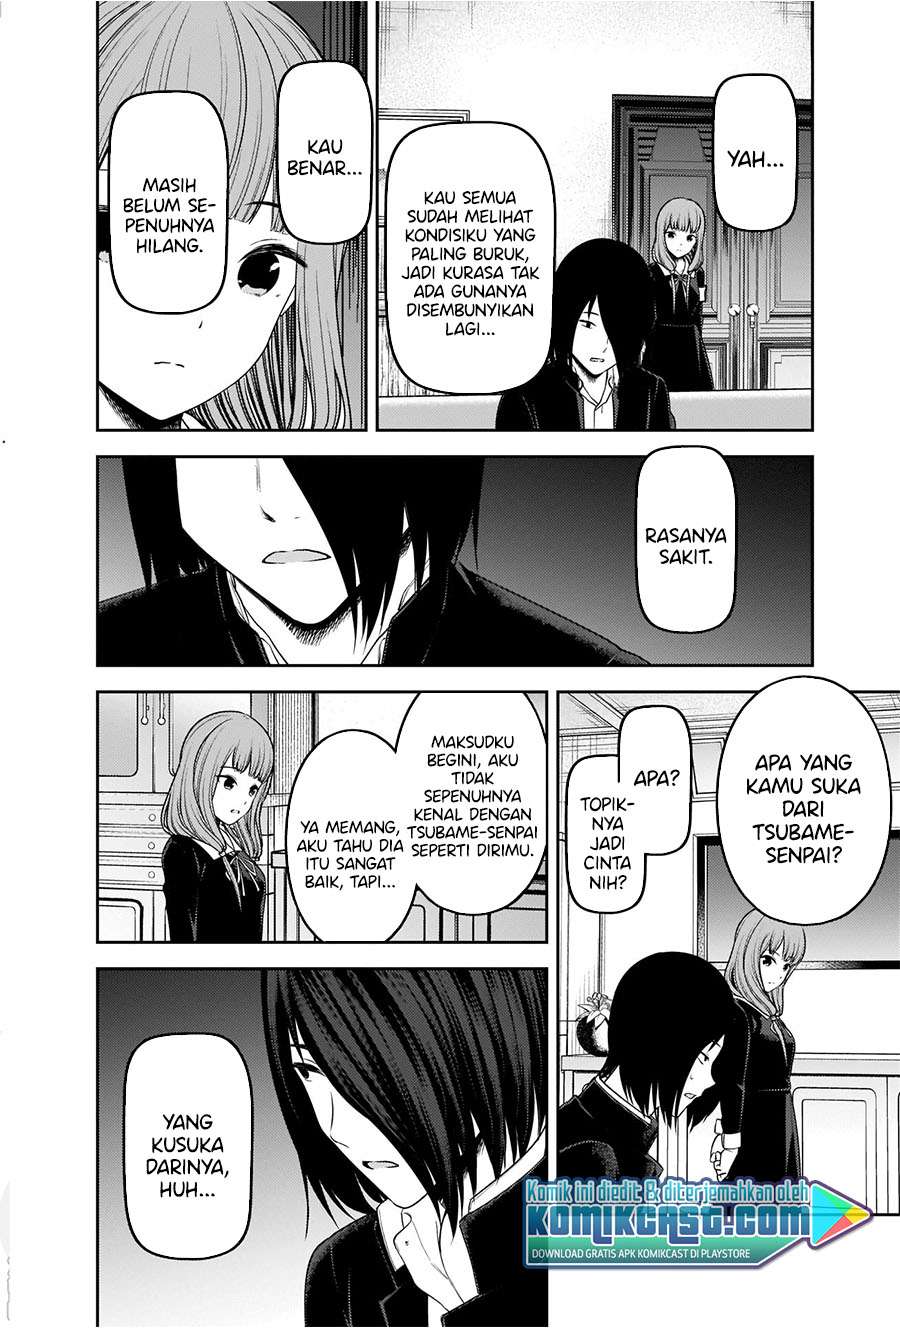 YAH...
KAU SEMUA
SUDAH MELIHAT
KONDISIKU YANG
PALING BURUK,
JADI KURASA TAK
ADA GUNANYA
DISEMBUNYIKAN
LAGI...
KAU
BENAR...
MASIH
BELUM SE-
PENUHNYA
HILANG.
RASANYA
SAKIT.
APA YANG
KAMU SUKA
DARI
TSUBAME-
SENPAI?
APA?
TOPIK-
NYA
JADI
CINTA
NIH?
MAKSUDKU
BEGINI, AKU
TIDAK
SEPENUHNYA
KENAL DENGAN
TSUBAME-SENPAI
SEPERTI DIRIMU.
YA MEMANG,
AKU TAHU DIA
ITU SANGAT
BAIK, TAPI...
YANG
KUSUKA
DARINYA,
HUH...
Komik ini diedit & diterjemahkan oleh
KOMIKCAST.COM
DOWNLOAD GRATIS APK KOMIKCAST DI PLAYSTORE